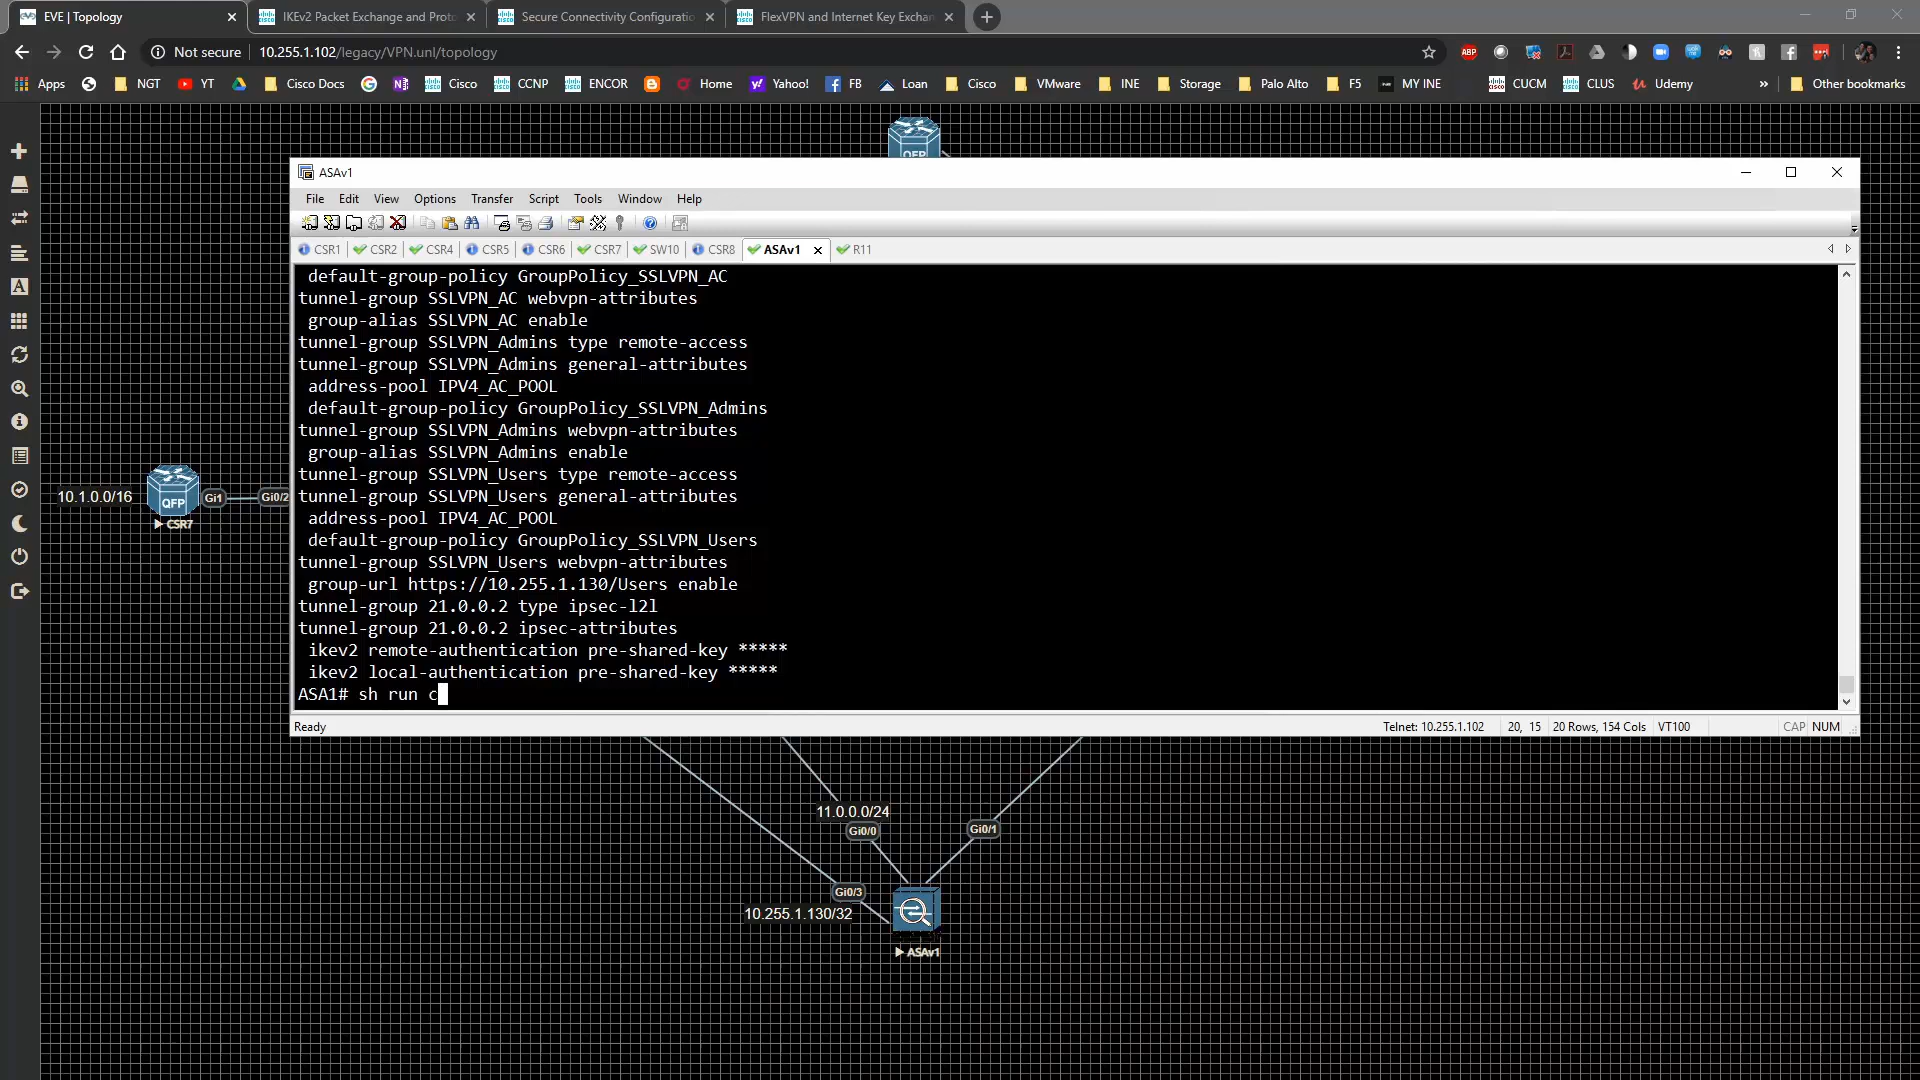 EVE | Topology
IKEv2 Packet Exchange and Proto
Secure Connectivity Configuratio
FlexVPN and Internet Key Exchan
Not secure
10.255.1.102/legacy/VPN.unl/topology
ABP
Apps
NGT
YT
Cisco Docs
Cisco
CCNP
ENCOR
Home
Yahoo!
FB
Loan
Cisco
VMware
INE
Storage
Palo Alto
F5
MY INE
CUCM
CLUS
Udemy
»
Other bookmarks
QFP
ASAv1
File Edit View Options Transfer Script Tools Window Help
CSR1 CSR2 CSR4 CSR5 CSR6 CSR7 SW10 CSR8 ASAv1 R11
default-group-policy GroupPolicy_SSLVPN_AC
tunnel-group SSLVPN_AC webvpn-attributes
group-alias SSLVPN_AC enable
tunnel-group SSLVPN_Admins type remote-access
tunnel-group SSLVPN_Admins general-attributes
address-pool IPV4_AC_POOL
default-group-policy GroupPolicy_SSLVPN_Admins
tunnel-group SSLVPN_Admins webvpn-attributes
group-alias SSLVPN_Admins enable
tunnel-group SSLVPN_Users type remote-access
tunnel-group SSLVPN_Users general-attributes
address-pool IPV4_AC_POOL
default-group-policy GroupPolicy_SSLVPN_Users
tunnel-group SSLVPN_Users webvpn-attributes
group-url https://10.255.1.130/Users enable
tunnel-group 21.0.0.2 type ipsec-l2l
tunnel-group 21.0.0.2 ipsec-attributes
ikev2 remote-authentication pre-shared-key *****
ikev2 local-authentication pre-shared-key *****
ASA1# sh run c
Ready
Telnet: 10.255.1.102
20, 15
20 Rows, 154 Cols
VT100
CAP NUM
10.1.0.0/16
QFP
Gi1
Gi0/2
CSR7
11.0.0.0/24
Gi0/0
Gi0/1
Gi0/3
10.255.1.130/32
ASAv1